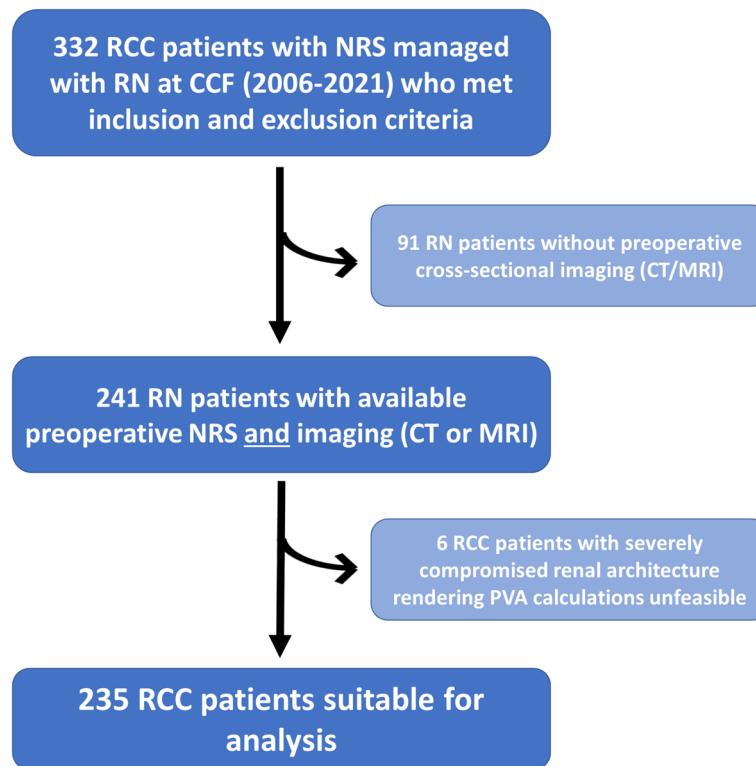 332 RCC patients with NRS managed
with RN at CCF (2006-2021) who met
inclusion and exclusion criteria
91 RN patients without preoperative
cross-sectional imaging (CT/MRI)
241 RN patients with available
preoperative NRS and imaging (CT or MRI)
6 RCC patients with severely
compromised renal architecture
rendering PVA calculations unfeasible
235 RCC patients suitable for
analysis